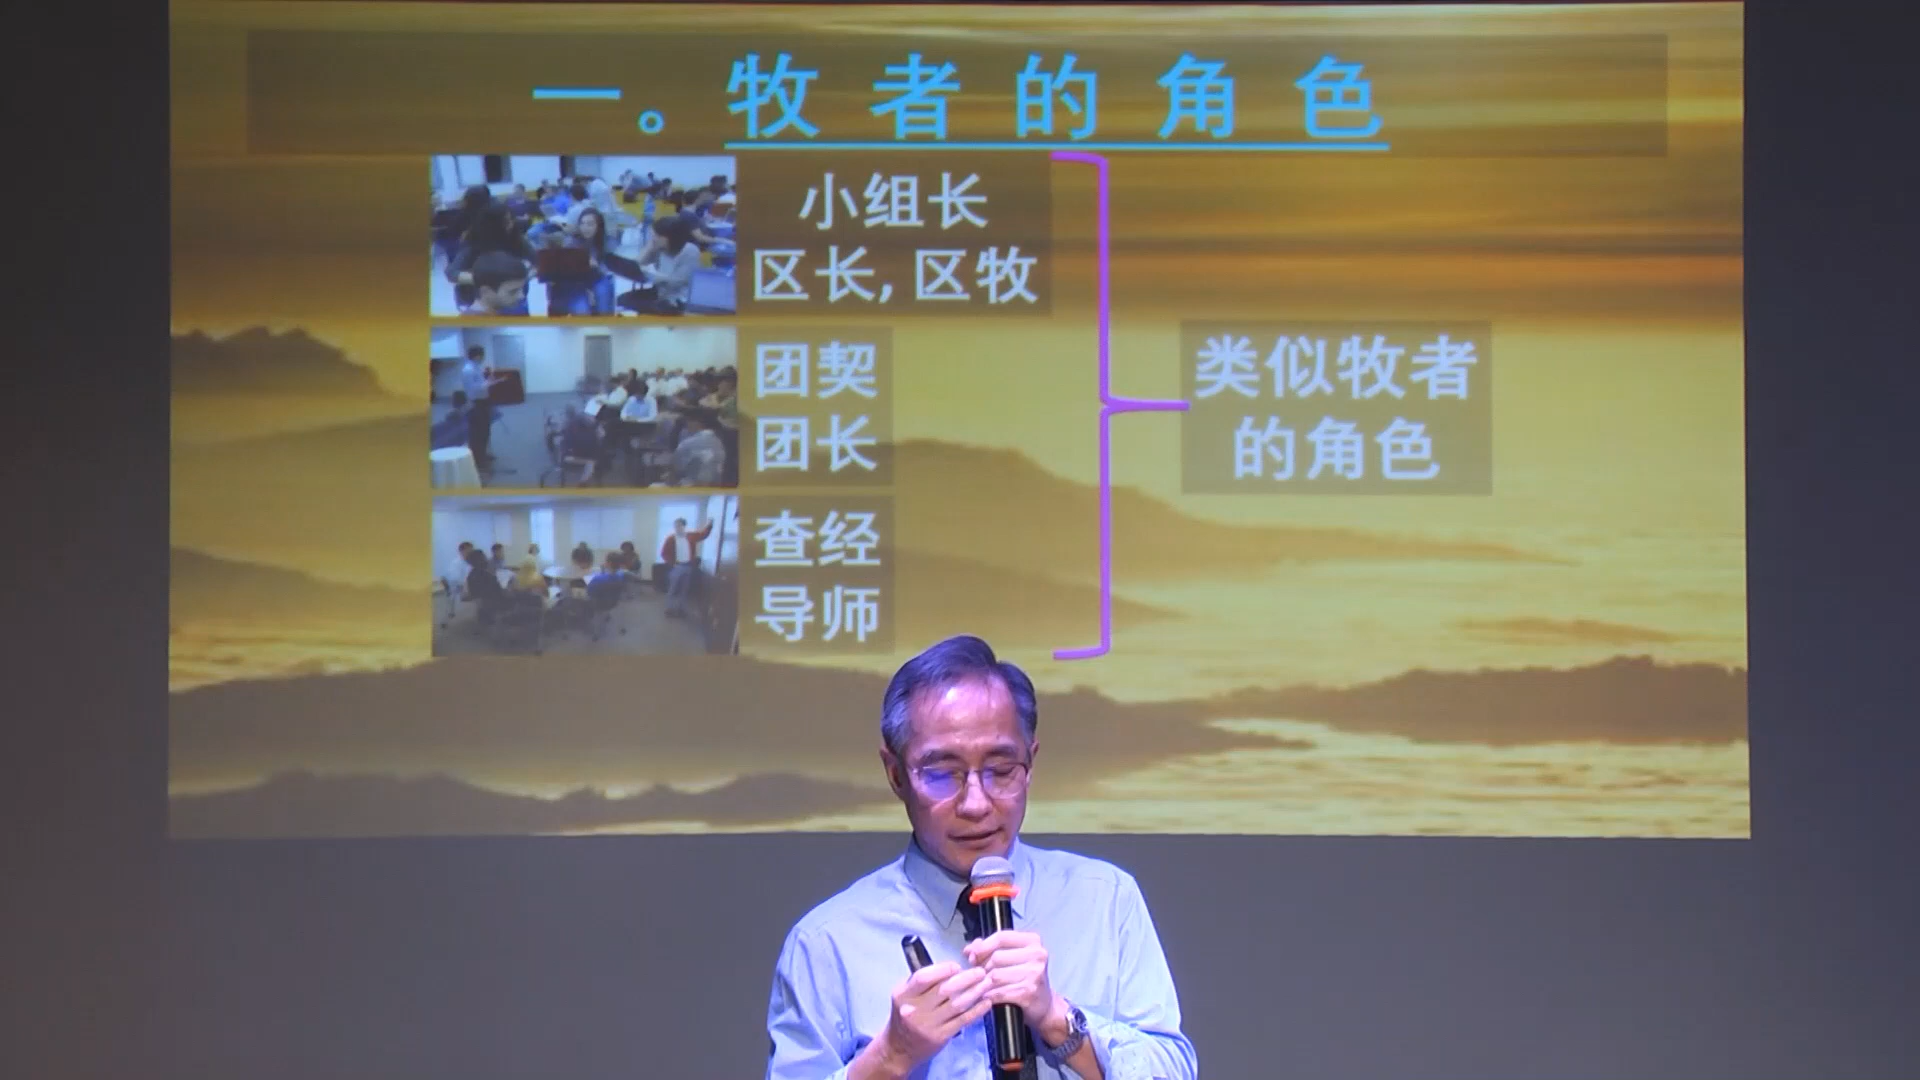 一。牧者的角色
小组长
区长, 区牧
团契
团长
查经
导师
类似牧者
的角色